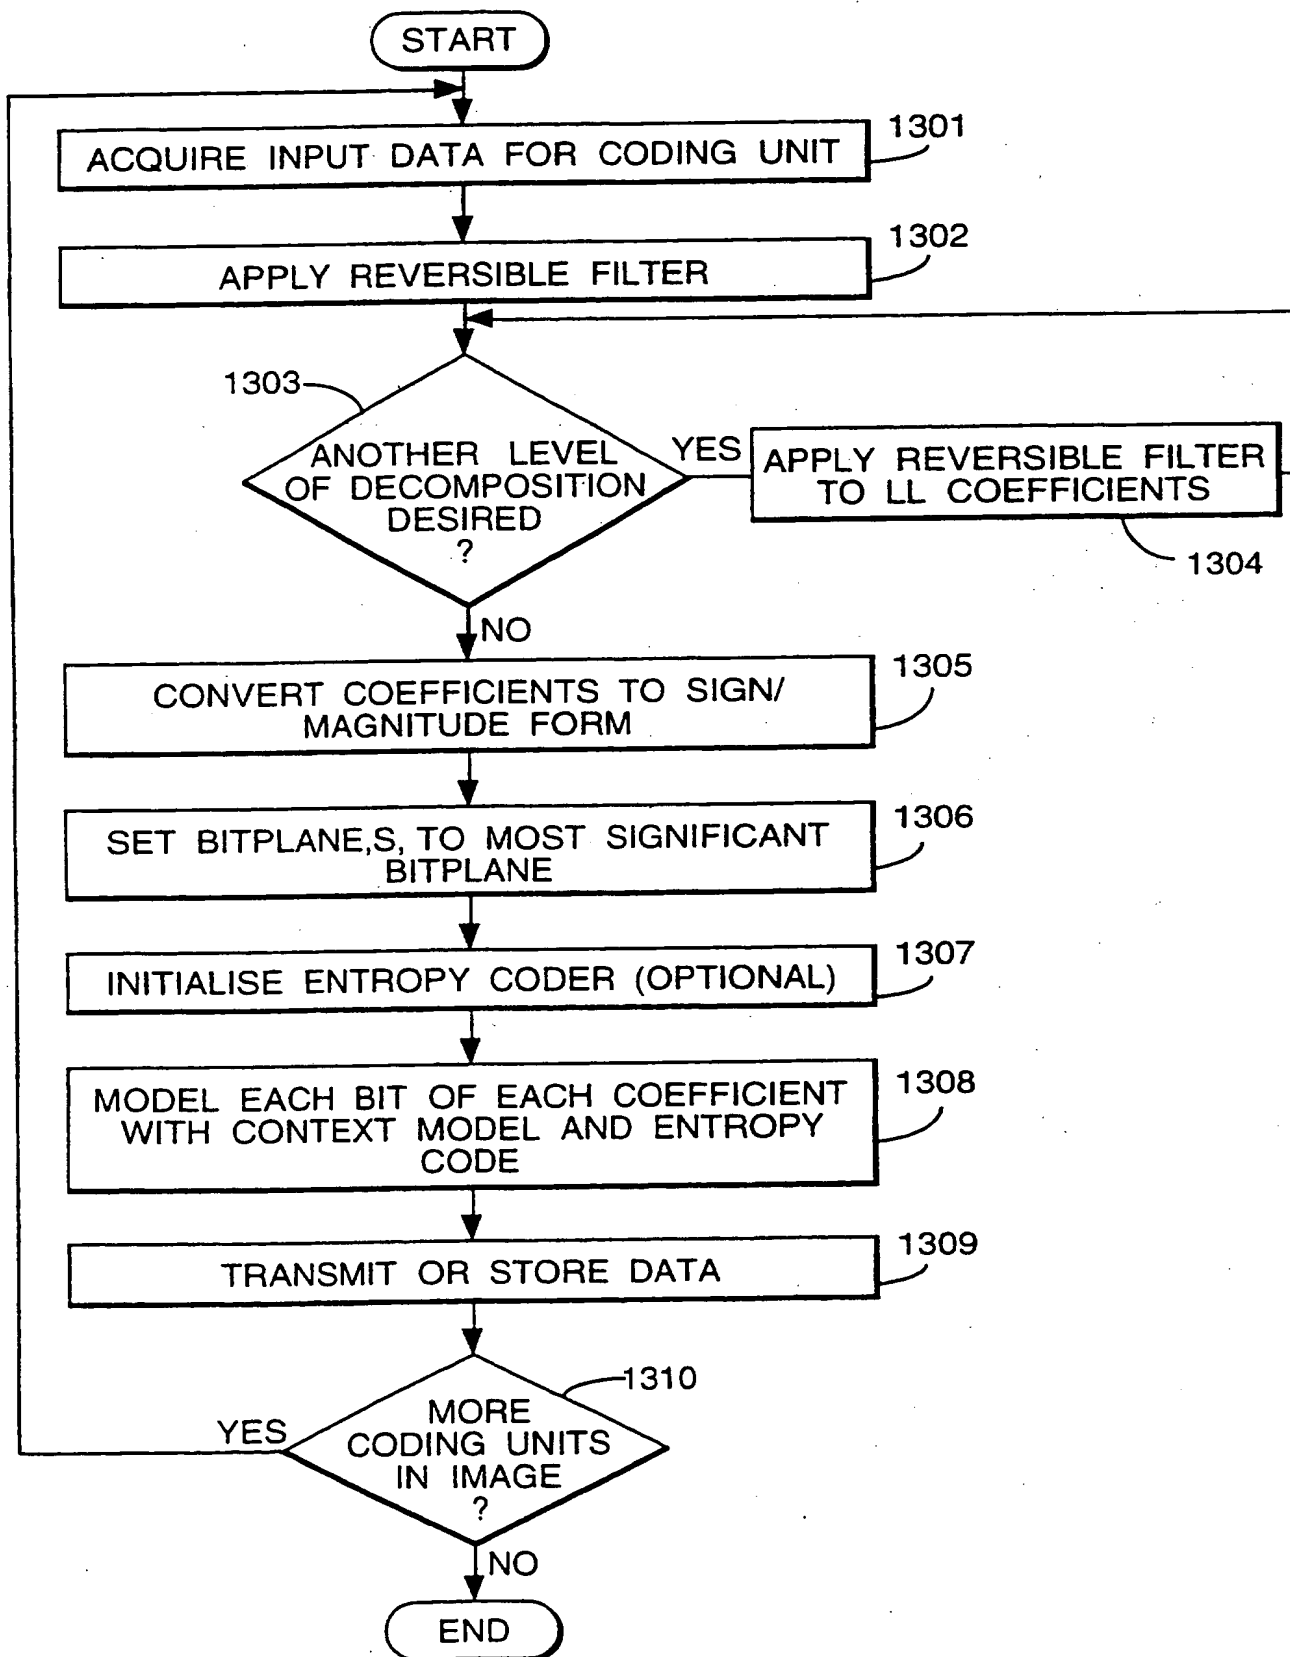 START
1301
ACQUIRE INPUT DATA FOR CODING UNIT
1302
APPLY REVERSIBLE FILTER
1303
ANOTHER LEVEL
OF DECOMPOSITION
DESIRED
?
YES
APPLY REVERSIBLE FILTER
TO LL COEFFICIENTS
1304
NO
1305
CONVERT COEFFICIENTS TO SIGN/
MAGNITUDE FORM
1306
SET BITPLANE,S, TO MOST SIGNIFICANT
BITPLANE
1307
INITIALISE ENTROPY CODER (OPTIONAL)
1308
MODEL EACH BIT OF EACH COEFFICIENT
WITH CONTEXT MODEL AND ENTROPY
CODE
1309
TRANSMIT OR STORE DATA
1310
MORE
CODING UNITS
IN IMAGE
?
YES
NO
END